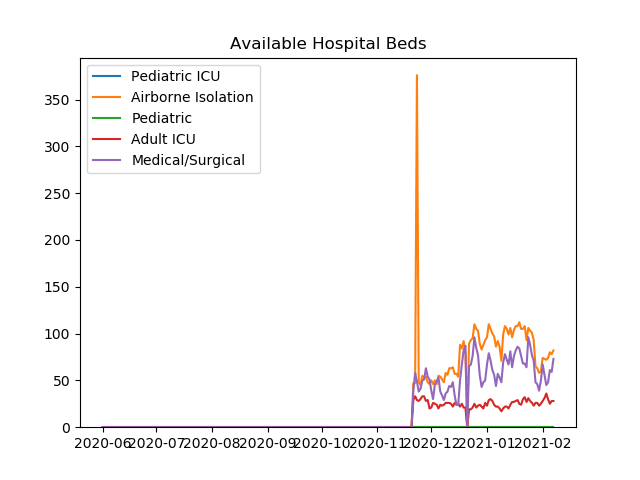 Available Hospital Beds
Pediatric ICU
Airborne Isolation
Pediatric
Adult ICU
Medical/Surgical
350
300
250
200
150
100
50
0
2020-06 2020-07 2020-08 2020-09 2020-10 2020-11 2020-12 2021-01 2021-02